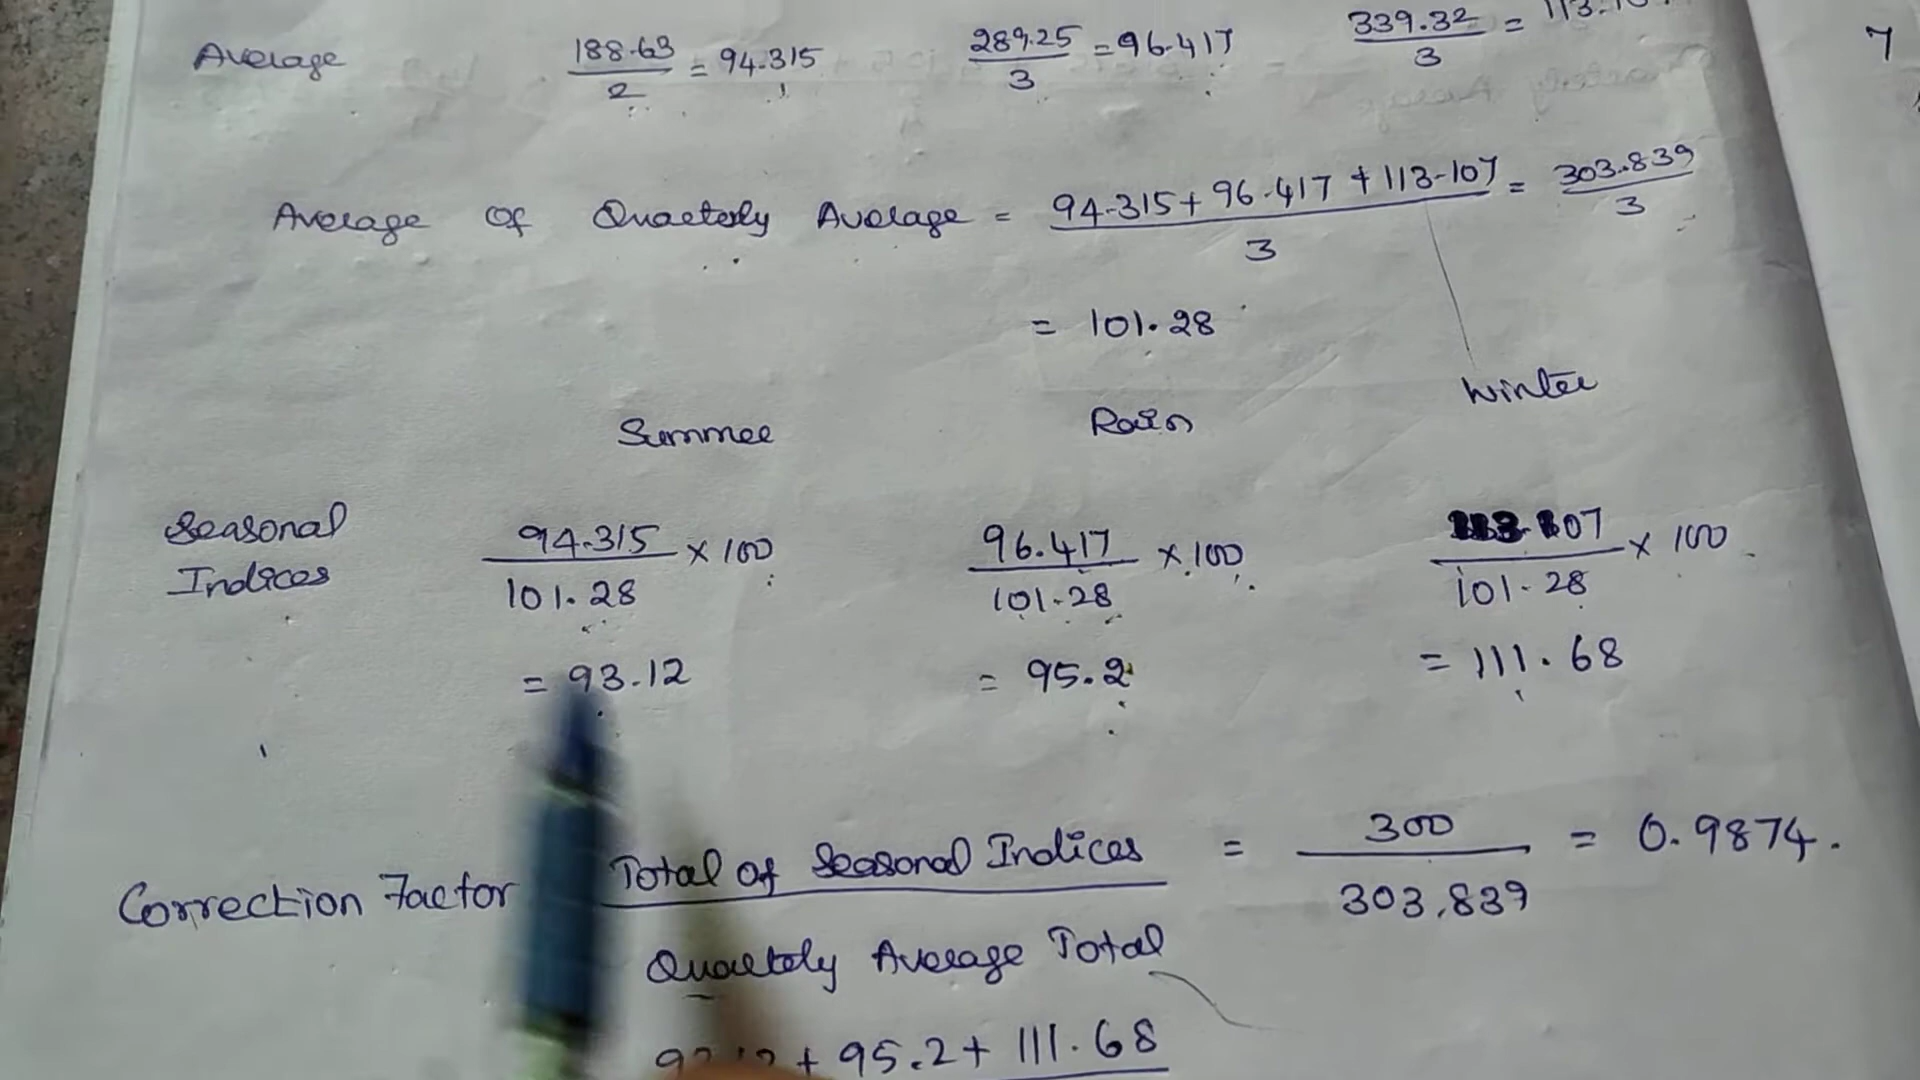 Average 188.63/2 = 94.315 289.25/3 = 96.417 339.32/3 =
7
Average Of Quarterly Average = 94.315 + 96.417 + 113.107 / 3 = 303.839/3
= 101.28
Summer Rain Winter
Seasonal Indices 94.315/101.28 × 100 96.417/101.28 × 100 113.107/101.28 × 100
= 93.12 = 95.2 = 111.68
Correction Factor Total of Seasonal Indices / Quartely Average Total = 300/303.839 = 0.9874.
+ 95.2 + 111.68